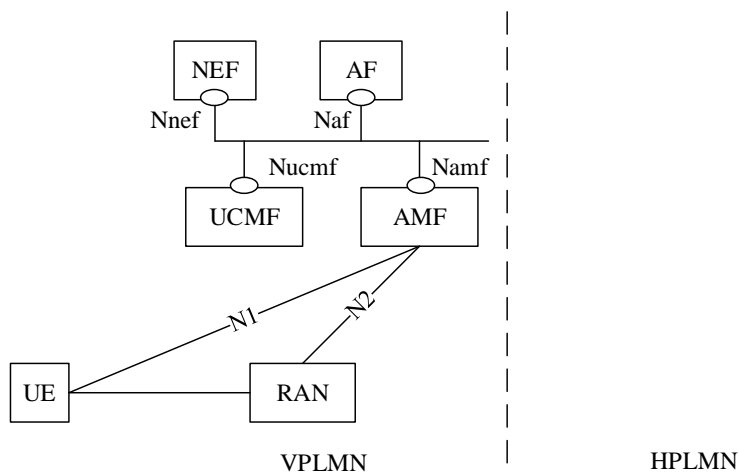 NEF
AF
Nnef
Naf
Nucmf
Namf
UCMF
AMF
N1
N2
UE
RAN
VPLMN
HPLMN